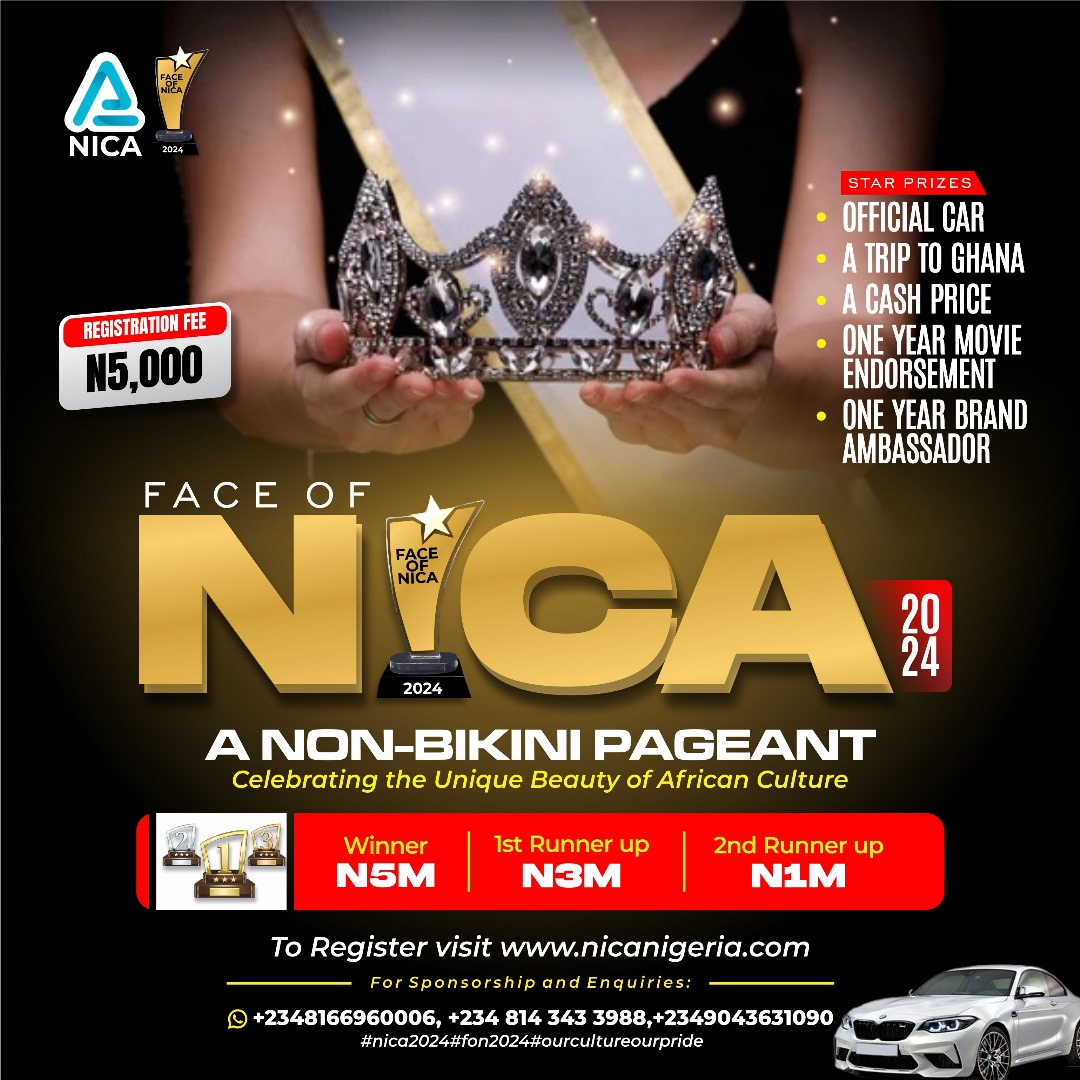 NICA
FACE
OF
NICA
2024
STAR PRIZES
• OFFICIAL CAR
• A TRIP TO GHANA
• A CASH PRICE
• ONE YEAR MOVIE
ENDORSEMENT
• ONE YEAR BRAND
AMBASSADOR
REGISTRATION FEE
N5,000
FACE OF
NICA
FACE
OF
NICA
2024
20
24
A NON-BIKINI PAGEANT
Celebrating the Unique Beauty of African Culture
2 1 3
Winner
N5M
1st Runner up
N3M
2nd Runner up
N1M
To Register visit www.nicanigeria.com
For Sponsorship and Enquiries:
+2348166960006, +234 814 343 3988,+2349043631090
#nica2024#fon2024#ourcultureourpride